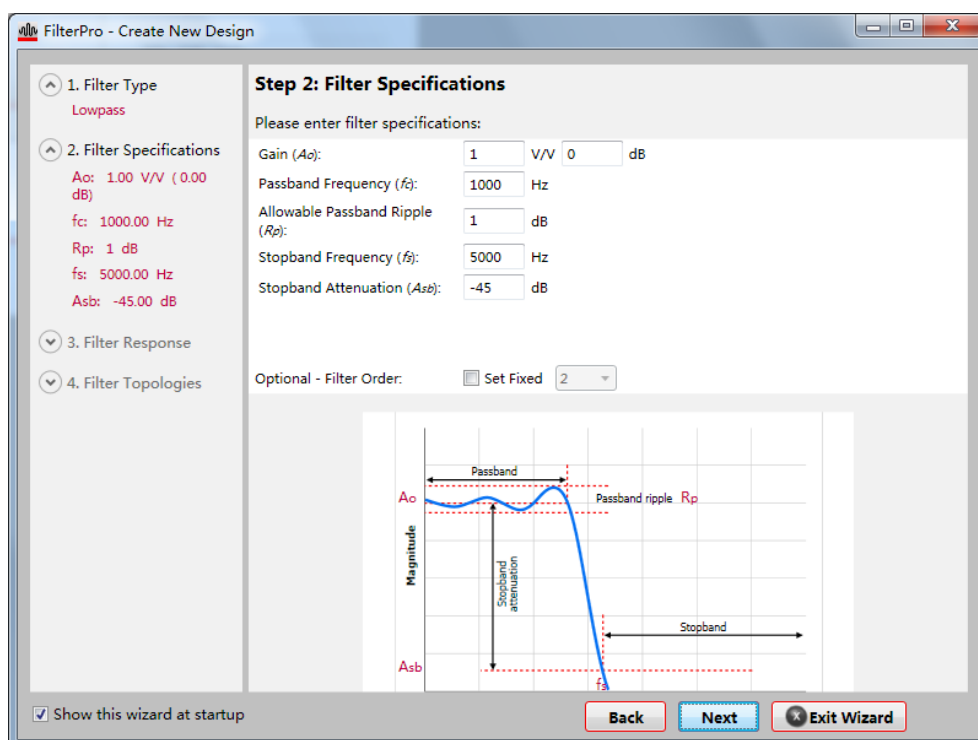 FilterPro - Create New Design
1. Filter Type
Lowpass
2. Filter Specifications
Ao: 1.00 V/V ( 0.00
dB)
fc: 1000.00 Hz
Rp: 1 dB
fs: 5000.00 Hz
Asb: -45.00 dB
3. Filter Response
4. Filter Topologies
Step 2: Filter Specifications
Please enter filter specifications:
Gain (Ao): 1 V/V 0 dB
Passband Frequency (fc): 1000 Hz
Allowable Passband Ripple
(Rp): 1 dB
Stopband Frequency (fs): 5000 Hz
Stopband Attenuation (Asb): -45 dB
Optional - Filter Order: Set Fixed 2
Passband
Ao
Passband ripple Rp
Magnitude
Stopband
attenuation
Stopband
Asb
fs
Show this wizard at startup
Back
Next
Exit Wizard